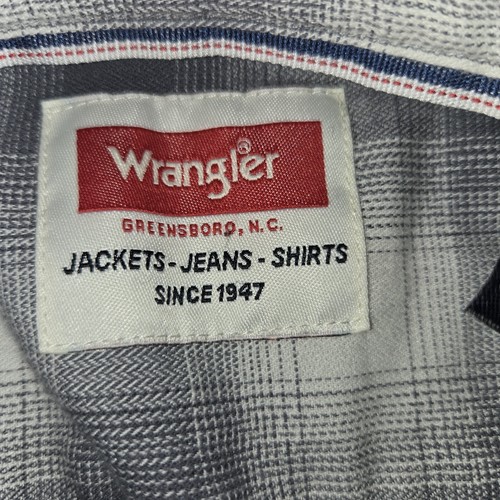 Wrangler®
GREENSBORO, N.C.
JACKETS-JEANS-SHIRTS
SINCE 1947